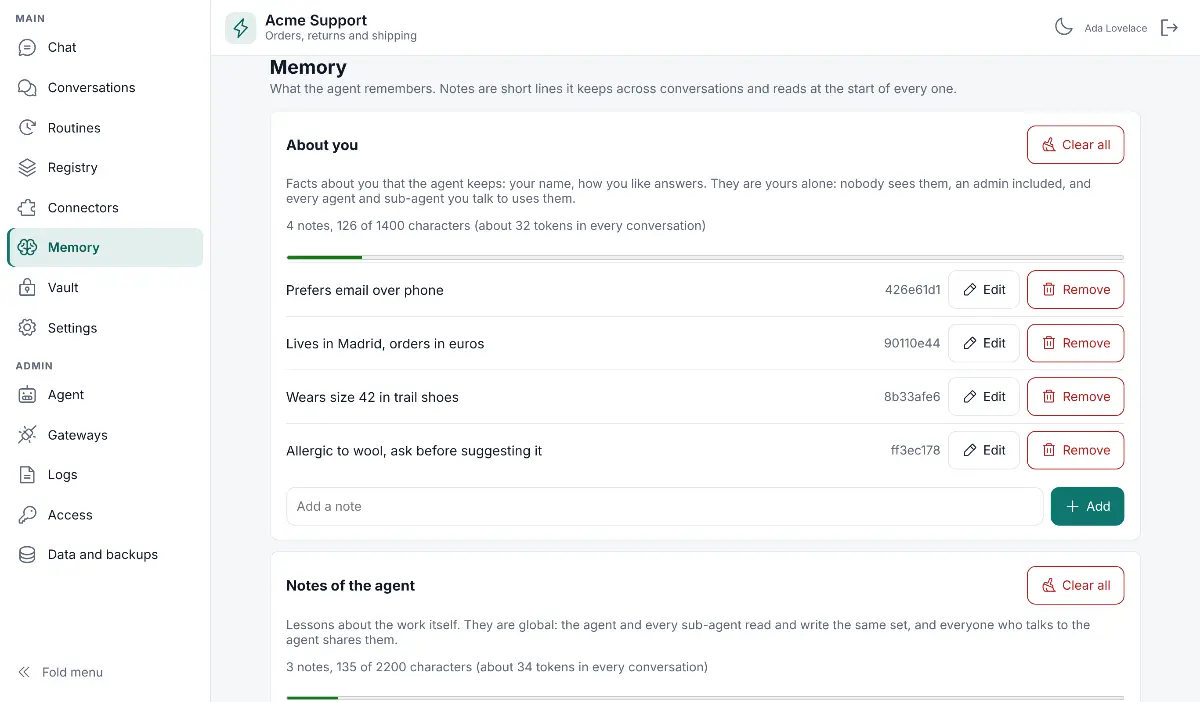 MAIN
Chat
Conversations
Routines
Registry
Connectors
Memory
Vault
Settings
ADMIN
Agent
Gateways
Logs
Access
Data and backups
Fold menu
Acme Support
Orders, returns and shipping
Ada Lovelace
Memory
What the agent remembers. Notes are short lines it keeps across conversations and reads at the start of every one.
About you
Clear all
Facts about you that the agent keeps: your name, how you like answers. They are yours alone: nobody sees them, an admin included, and
every agent and sub-agent you talk to uses them.
4 notes, 126 of 1400 characters (about 32 tokens in every conversation)
Prefers email over phone 426e61d1 Edit Remove
Lives in Madrid, orders in euros 90110e44 Edit Remove
Wears size 42 in trail shoes 8b33afe6 Edit Remove
Allergic to wool, ask before suggesting it ff3ec178 Edit Remove
Add a note Add
Notes of the agent
Clear all
Lessons about the work itself. They are global: the agent and every sub-agent read and write the same set, and everyone who talks to the
agent shares them.
3 notes, 135 of 2200 characters (about 34 tokens in every conversation)